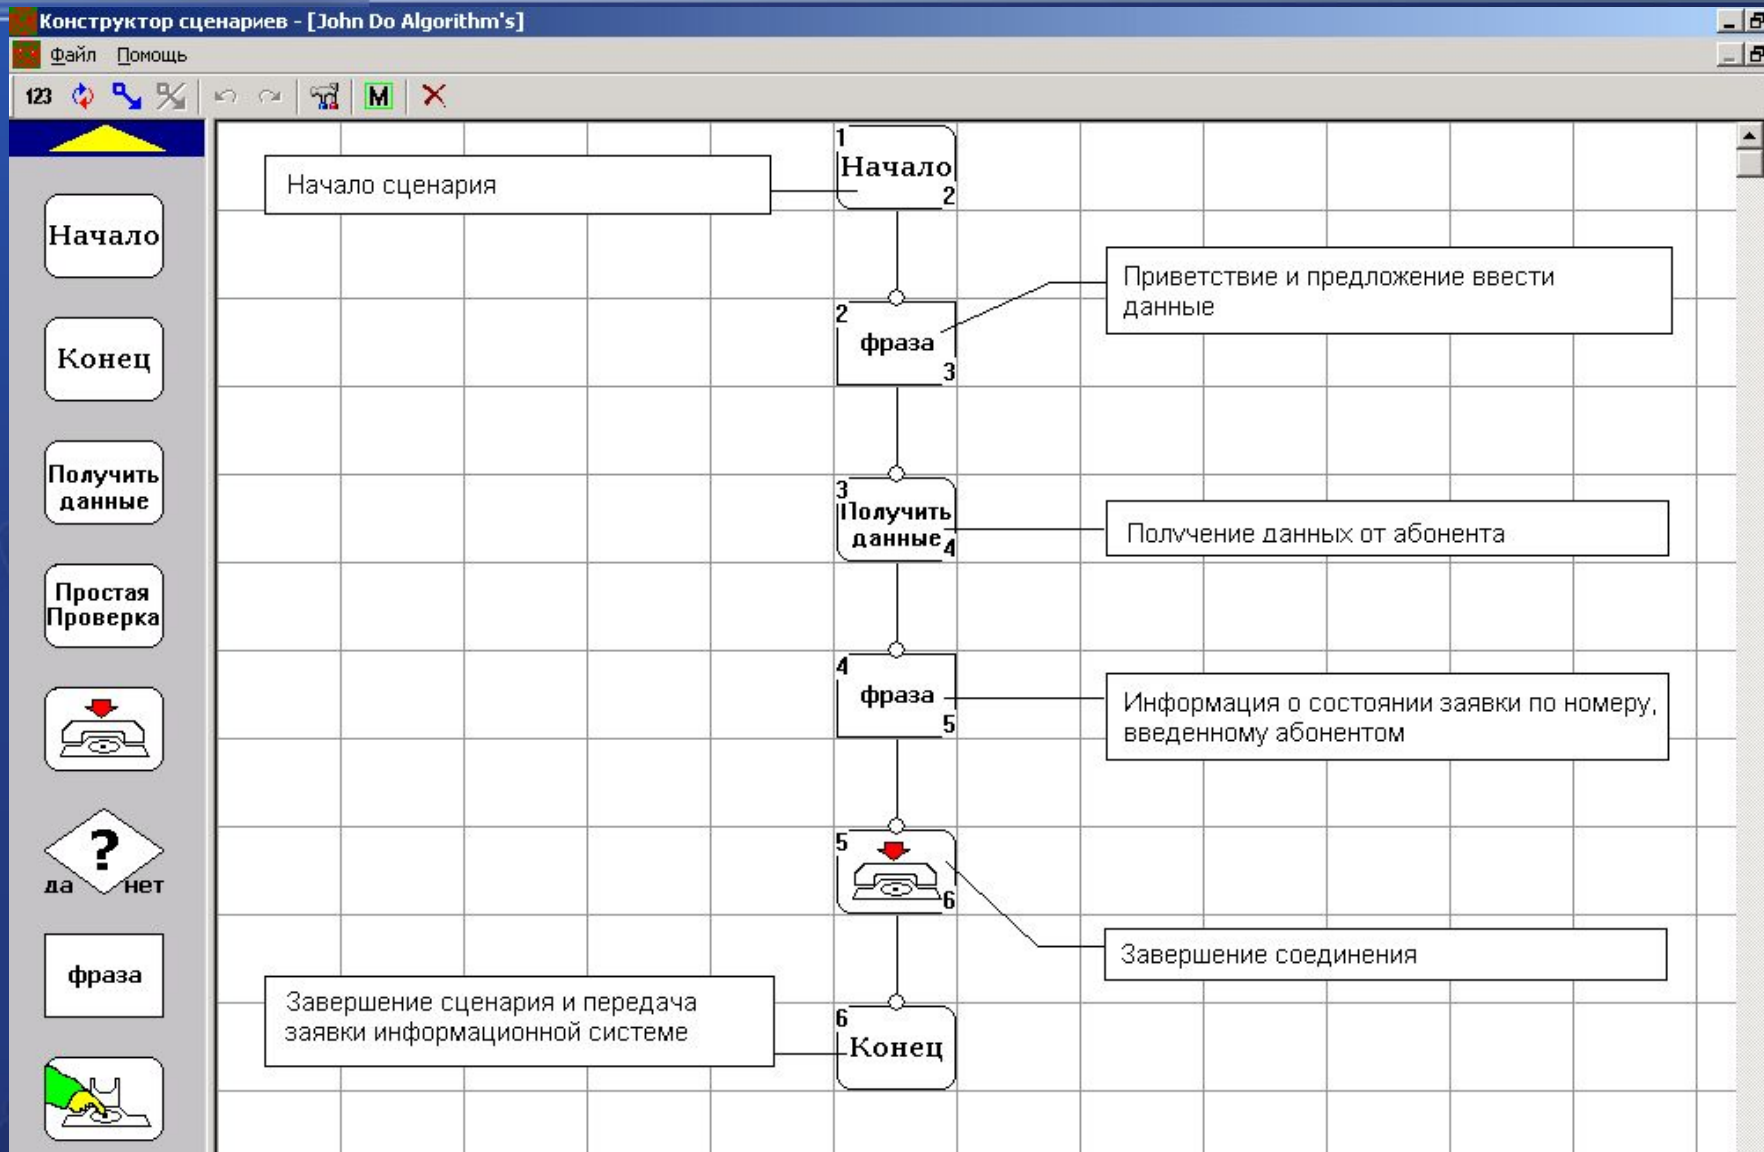 Конструктор сценариев - [John Do Algorithm's]
Файл Помощь
123
M
Начало
Конец
Получить
данные
Простая
Проверка
?
да нет
фраза
1
Начало
2
Начало сценария
2
фраза
3
Приветствие и предложение ввести
данные
3
Получить
данные
4
Получение данных от абонента
4
фраза
5
Информация о состоянии заявки по номеру,
введенному абонентом
5
6
Завершение соединения
6
Конец
Завершение сценария и передача
заявки информационной системе